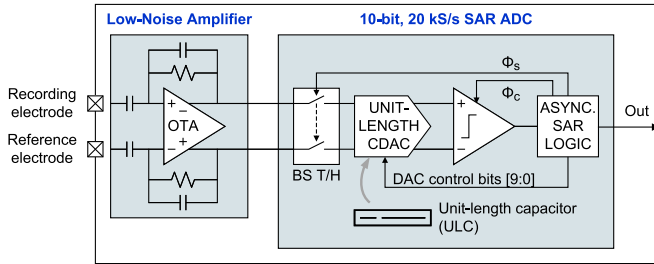 Low-Noise Amplifier
10-bit, 20 kS/s SAR ADC
Recording
electrode
Reference
electrode
+ −
OTA
− +
BS T/H
UNIT-
LENGTH
CDAC
+
−
Φs
Φc
ASYNC.
SAR
LOGIC
Out
DAC control bits [9:0]
Unit-length capacitor
(ULC)